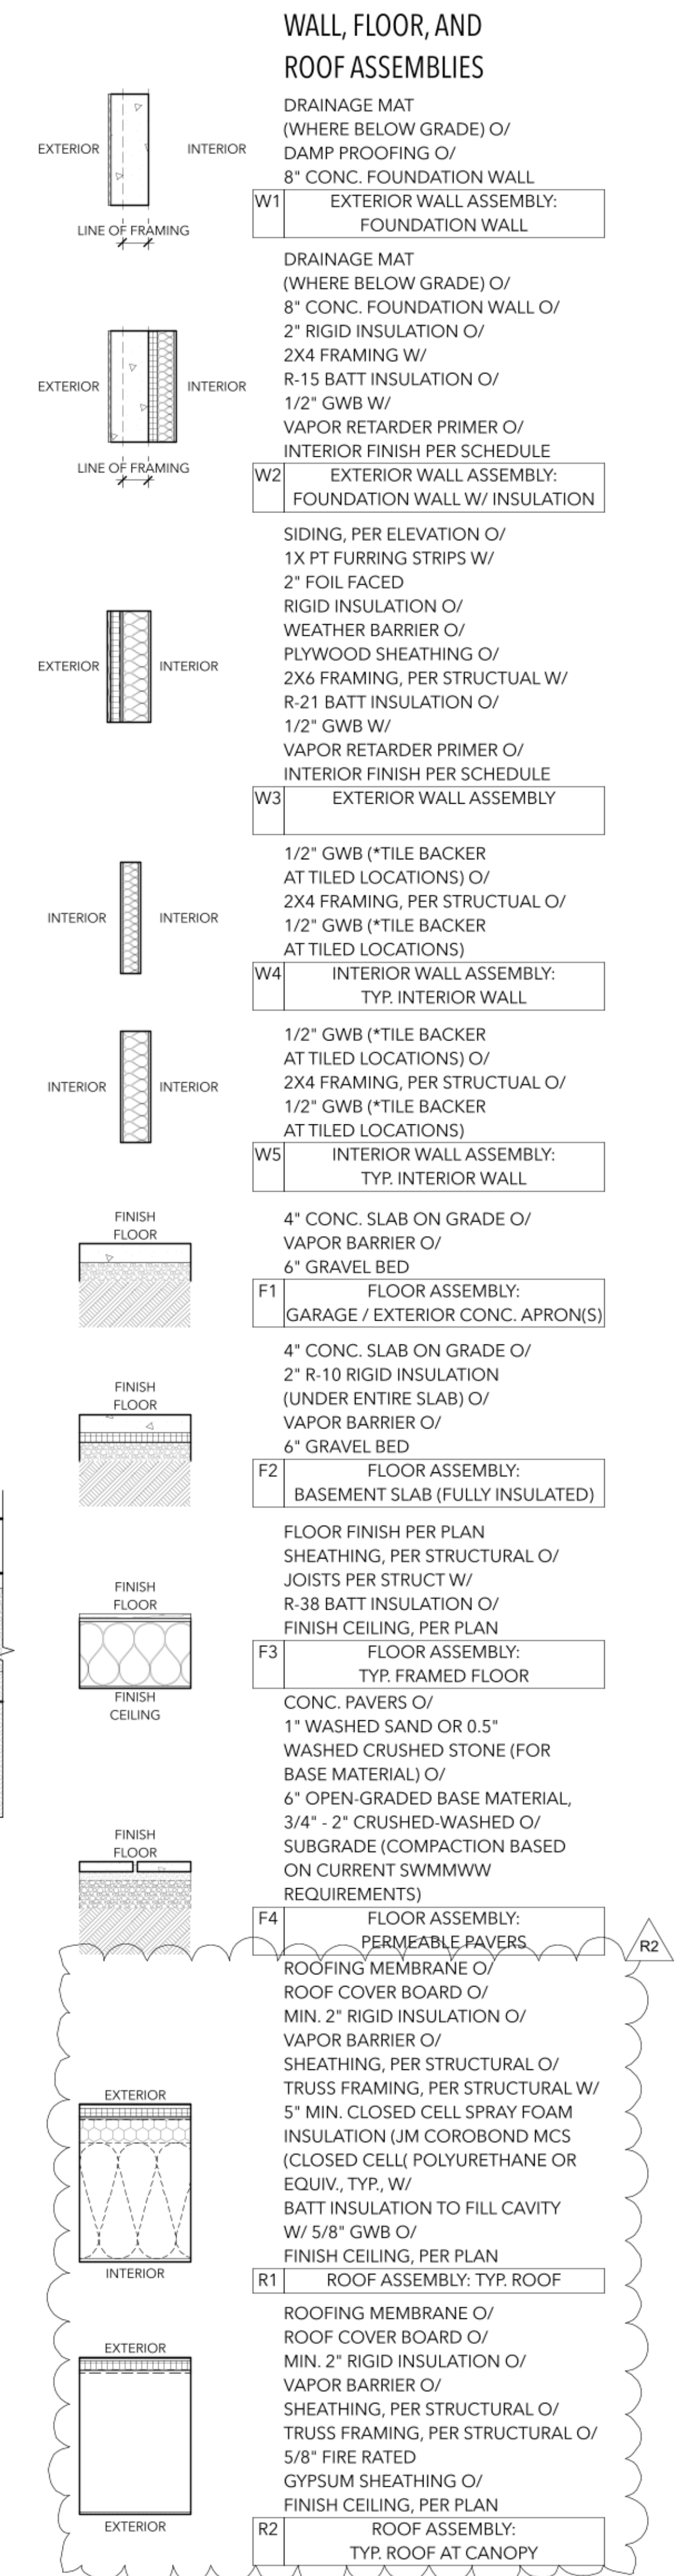 WALL, FLOOR, AND
ROOF ASSEMBLIES
EXTERIOR
INTERIOR
LINE OF FRAMING
DRAINAGE MAT
(WHERE BELOW GRADE) O/
DAMP PROOFING O/
8" CONC. FOUNDATION WALL
W1
EXTERIOR WALL ASSEMBLY:
FOUNDATION WALL
EXTERIOR
INTERIOR
LINE OF FRAMING
DRAINAGE MAT
(WHERE BELOW GRADE) O/
8" CONC. FOUNDATION WALL O/
2" RIGID INSULATION O/
2X4 FRAMING W/
R-15 BATT INSULATION O/
1/2" GWB W/
VAPOR RETARDER PRIMER O/
INTERIOR FINISH PER SCHEDULE
W2
EXTERIOR WALL ASSEMBLY:
FOUNDATION WALL W/ INSULATION
EXTERIOR
INTERIOR
SIDING, PER ELEVATION O/
1X PT FURRING STRIPS W/
2" FOIL FACED
RIGID INSULATION O/
WEATHER BARRIER O/
PLYWOOD SHEATHING O/
2X6 FRAMING, PER STRUCTUAL W/
R-21 BATT INSULATION O/
1/2" GWB W/
VAPOR RETARDER PRIMER O/
INTERIOR FINISH PER SCHEDULE
W3
EXTERIOR WALL ASSEMBLY
INTERIOR
INTERIOR
1/2" GWB (*TILE BACKER
AT TILED LOCATIONS) O/
2X4 FRAMING, PER STRUCTUAL O/
1/2" GWB (*TILE BACKER
AT TILED LOCATIONS)
W4
INTERIOR WALL ASSEMBLY:
TYP. INTERIOR WALL
INTERIOR
INTERIOR
1/2" GWB (*TILE BACKER
AT TILED LOCATIONS) O/
2X4 FRAMING, PER STRUCTUAL O/
1/2" GWB (*TILE BACKER
AT TILED LOCATIONS)
W5
INTERIOR WALL ASSEMBLY:
TYP. INTERIOR WALL
FINISH
FLOOR
4" CONC. SLAB ON GRADE O/
VAPOR BARRIER O/
6" GRAVEL BED
F1
FLOOR ASSEMBLY:
GARAGE / EXTERIOR CONC. APRON(S)
FINISH
FLOOR
4" CONC. SLAB ON GRADE O/
2" R-10 RIGID INSULATION
(UNDER ENTIRE SLAB) O/
VAPOR BARRIER O/
6" GRAVEL BED
F2
FLOOR ASSEMBLY:
BASEMENT SLAB (FULLY INSULATED)
FINISH
FLOOR
FINISH
CEILING
FLOOR FINISH PER PLAN
SHEATHING, PER STRUCTURAL O/
JOISTS PER STRUCT W/
R-38 BATT INSULATION O/
FINISH CEILING, PER PLAN
F3
FLOOR ASSEMBLY:
TYP. FRAMED FLOOR
FINISH
FLOOR
CONC. PAVERS O/
1" WASHED SAND OR 0.5"
WASHED CRUSHED STONE (FOR
BASE MATERIAL) O/
6" OPEN-GRADED BASE MATERIAL,
3/4" - 2" CRUSHED-WASHED O/
SUBGRADE (COMPACTION BASED
ON CURRENT SWMMWW
REQUIREMENTS)
F4
FLOOR ASSEMBLY:
PERMEABLE PAVERS
R2
EXTERIOR
INTERIOR
ROOFING MEMBRANE O/
ROOF COVER BOARD O/
MIN. 2" RIGID INSULATION O/
VAPOR BARRIER O/
SHEATHING, PER STRUCTURAL O/
TRUSS FRAMING, PER STRUCTURAL W/
5" MIN. CLOSED CELL SPRAY FOAM
INSULATION (JM COROBOND MCS
(CLOSED CELL( POLYURETHANE OR
EQUIV., TYP., W/
BATT INSULATION TO FILL CAVITY
W/ 5/8" GWB O/
FINISH CEILING, PER PLAN
R1
ROOF ASSEMBLY: TYP. ROOF
EXTERIOR
EXTERIOR
ROOFING MEMBRANE O/
ROOF COVER BOARD O/
MIN. 2" RIGID INSULATION O/
VAPOR BARRIER O/
SHEATHING, PER STRUCTURAL O/
TRUSS FRAMING, PER STRUCTURAL O/
5/8" FIRE RATED
GYPSUM SHEATHING O/
FINISH CEILING, PER PLAN
R2
ROOF ASSEMBLY:
TYP. ROOF AT CANOPY